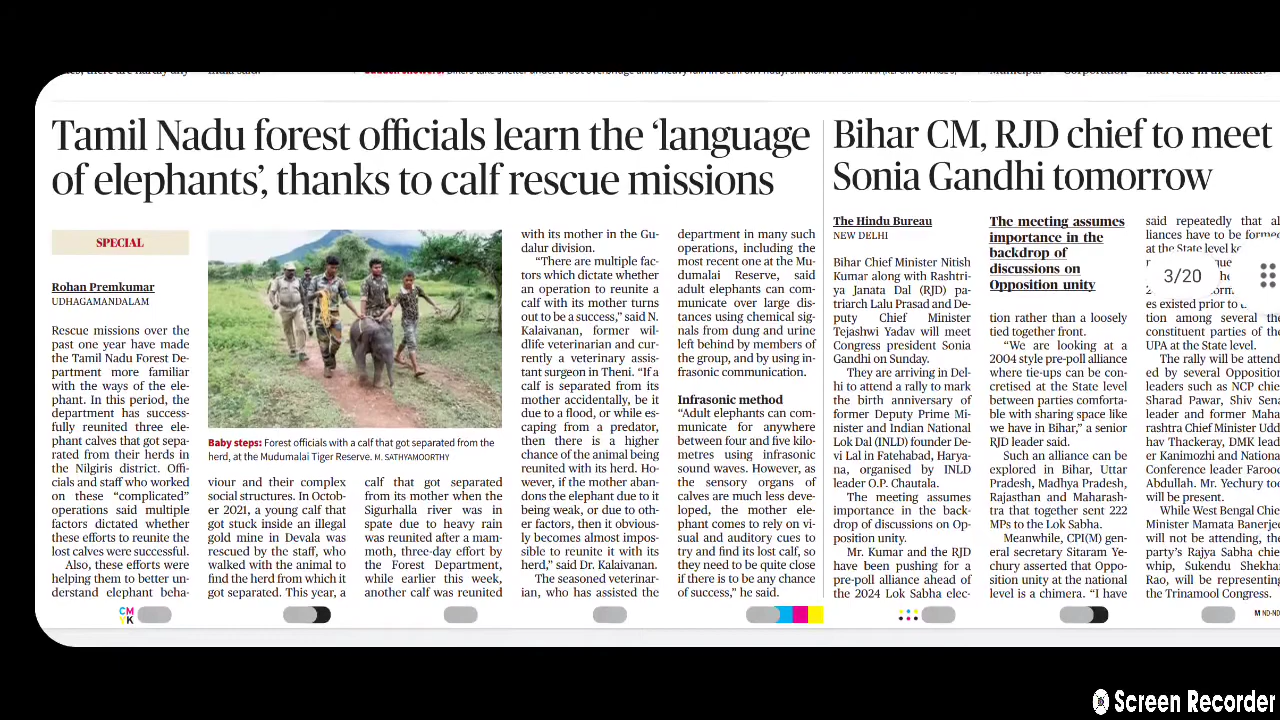 Tamil Nadu forest officials learn the ‘language
of elephants’, thanks to calf rescue missions
SPECIAL
Rohan Premkumar
UDHAGAMANDALAM
Rescue missions over the
past one year have made
the Tamil Nadu Forest De-
partment more familiar
with the ways of the ele-
phant. In this period, the
department has success-
fully reunited three ele-
phant calves that got sepa-
rated from their herds in
the Nilgiris district. Offi-
cials and staff who worked
on these “complicated”
operations said multiple
factors dictated whether
these efforts to reunite the
lost calves were successful.
Also, these efforts were
helping them to better un-
derstand elephant beha-
Baby steps: Forest officials with a calf that got separated from the
herd, at the Mudumalai Tiger Reserve. M. SATHYAMOORTHY
viour and their complex
social structures. In Octob-
er 2021, a young calf that
got stuck inside an illegal
gold mine in Devala was
rescued by the staff, who
walked with the animal to
find the herd from which it
got separated. This year, a
calf that got separated
from its mother when the
Sigurhalla river was in
spate due to heavy rain
was reunited after a mam-
moth, three-day effort by
the Forest Department,
while earlier this week,
another calf was reunited
with its mother in the Gu-
dalur division.
“There are multiple fac-
tors which dictate whether
an operation to reunite a
calf with its mother turns
out to be a success,” said N.
Kalaivanan, former wil-
dlife veterinarian and cur-
rently a veterinary assis-
tant surgeon in Theni. “If a
calf is separated from its
mother accidentally, be it
due to a flood, or while es-
caping from a predator,
then there is a higher
chance of the animal being
reunited with its herd. Ho-
wever, if the mother aban-
dons the elephant due to it
being weak, or due to oth-
er factors, then it obvious-
ly becomes almost impos-
sible to reunite it with its
herd,” said Dr. Kalaivanan.
The seasoned veterinar-
ian, who has assisted the
department in many such
operations, including the
most recent one at the Mu-
dumalai Reserve, said
adult elephants can com-
municate over large dis-
tances using chemical sig-
nals from dung and urine
left behind by members of
the group, and by using in-
frasonic communication.
Infrasonic method
“Adult elephants can com-
municate for anywhere
between four and five kilo-
metres using infrasonic
sound waves. However, as
the sensory organs of
calves are much less deve-
loped, the mother ele-
phant comes to rely on vi-
sual and auditory cues to
try and find its lost calf, so
they need to be quite close
if there is to be any chance
of success,” he said.
Bihar CM, RJD chief to meet
Sonia Gandhi tomorrow
The Hindu Bureau
NEW DELHI
Bihar Chief Minister Nitish
Kumar along with Rashtri-
ya Janata Dal (RJD) pa-
triarch Lalu Prasad and De-
puty Chief Minister
Tejashwi Yadav will meet
Congress president Sonia
Gandhi on Sunday.
They are arriving in Del-
hi to attend a rally to mark
the birth anniversary of
former Deputy Prime Mi-
nister and Indian National
Lok Dal (INLD) founder De-
vi Lal in Fatehabad, Harya-
na, organised by INLD
leader O.P. Chautala.
The meeting assumes
importance in the back-
drop of discussions on Op-
position unity.
Mr. Kumar and the RJD
have been pushing for a
pre-poll alliance ahead of
the 2024 Lok Sabha elec-
The meeting assumes
importance in the
backdrop of
discussions on
Opposition unity
tion rather than a loosely
tied together front.
“We are looking at a
2004 style pre-poll alliance
where tie-ups can be con-
cretised at the State level
between parties comforta-
ble with sharing space like
we have in Bihar,” a senior
RJD leader said.
Such an alliance can be
explored in Bihar, Uttar
Pradesh, Madhya Pradesh,
Rajasthan and Maharash-
tra that together sent 222
MPs to the Lok Sabha.
Meanwhile, CPI(M) gen-
eral secretary Sitaram Ye-
chury asserted that Oppo-
sition unity at the national
level is a chimera. “I have
said repeatedly that al
liances have to be formed
at the State level
3/20
es existed prior to
tion among several the
constituent parties of the
UPA at the State level.
The rally will be attend
ed by several Opposition
leaders such as NCP chief
Sharad Pawar, Shiv Sena
leader and former Maha
rashtra Chief Minister Udd
hav Thackeray, DMK lead
er Kanimozhi and National
Conference leader Farooq
Abdullah. Mr. Yechury too
will be present.
While West Bengal Chie
Minister Mamata Banerje
will not be attending, the
party’s Rajya Sabha chief
whip, Sukendu Shekhar
Rao, will be representing
the Trinamool Congress.
CM
YK
M ND-ND
Screen Recorder